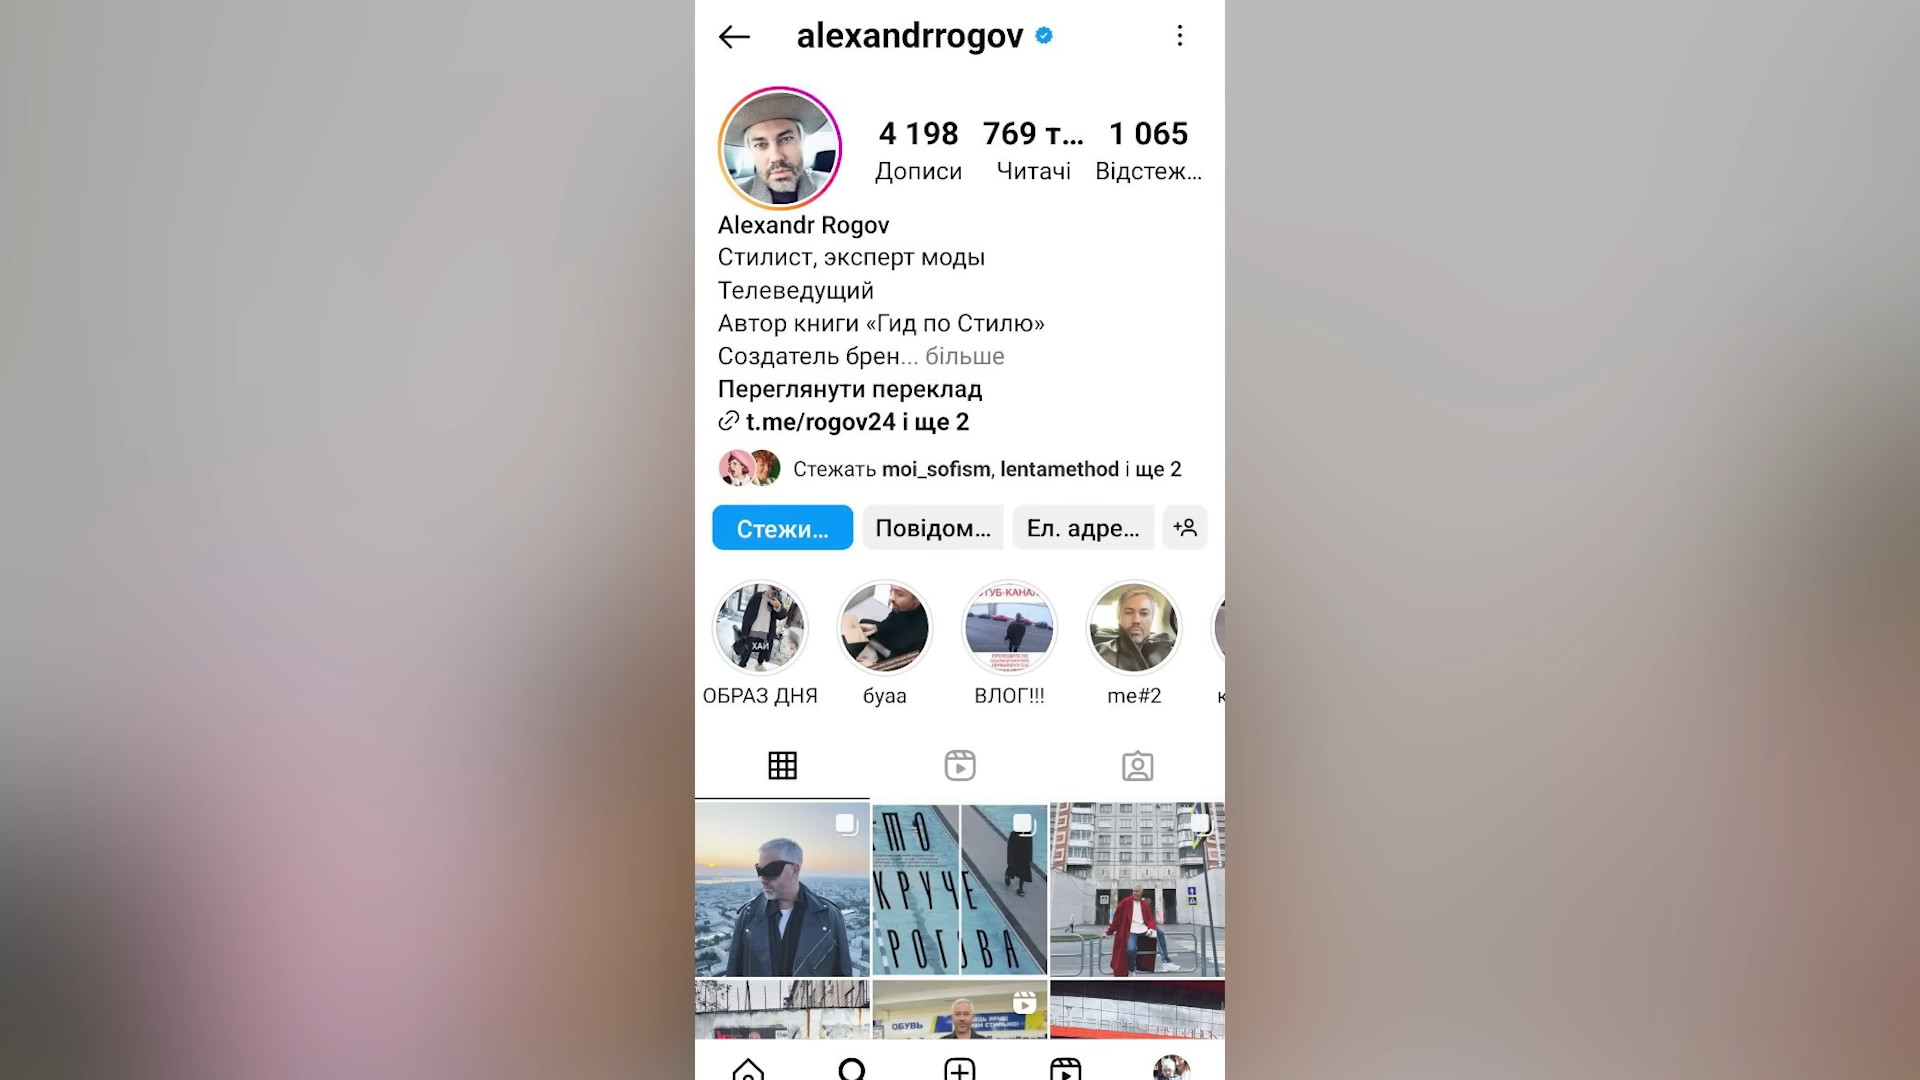 alexandrrogov
4 198 769 т... 1 065
Дописи Читачі Відстеж...
Alexandr Rogov
Стилист, эксперт моды
Телеведущий
Автор книги «Гид по Стилю»
Создатель брен... більше
Переглянути переклад
t.me/rogov24 і ще 2
Стежать moi_sofism, lentamethod і ще 2
Стежи... Повідом... Ел. адре...
ХАЙ
ОБРАЗ ДНЯ буаа ВЛОГ!!! me#2
КРУЧЕ
РОГОВА
ОБУВЬ